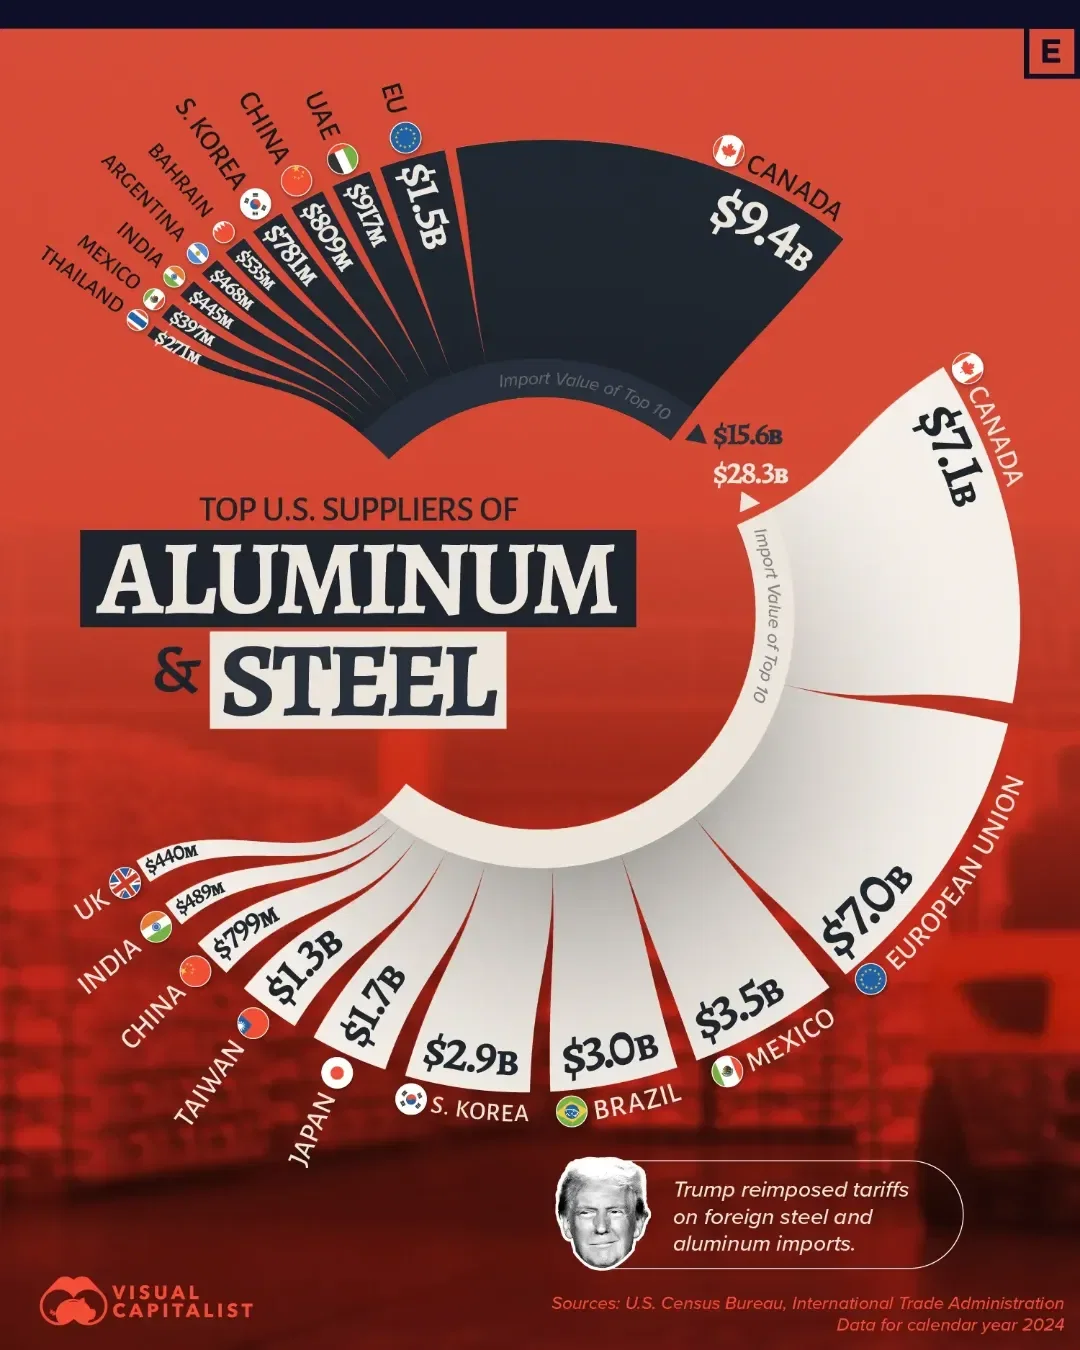 E
EU
UAE
CHINA
S. KOREA
BAHRAIN
ARGENTINA
INDIA
MEXICO
THAILAND
CANADA
$9.4B
$1.5B
$917M
$809M
$781M
$535M
$468M
$445M
$397M
$271M
Import Value of Top 10
$15.6B
$28.3B
Import Value of Top 10
TOP U.S. SUPPLIERS OF
ALUMINUM
& STEEL
CANADA
$7.1B
EUROPEAN UNION
$7.0B
MEXICO
$3.5B
BRAZIL
$3.0B
S. KOREA
$2.9B
JAPAN
$1.7B
TAIWAN
$1.3B
CHINA
$799M
INDIA
$489M
UK
$440M
Trump reimposed tariffs
on foreign steel and
aluminum imports.
VISUAL
CAPITALIST
Sources: U.S. Census Bureau, International Trade Administration
Data for calendar year 2024